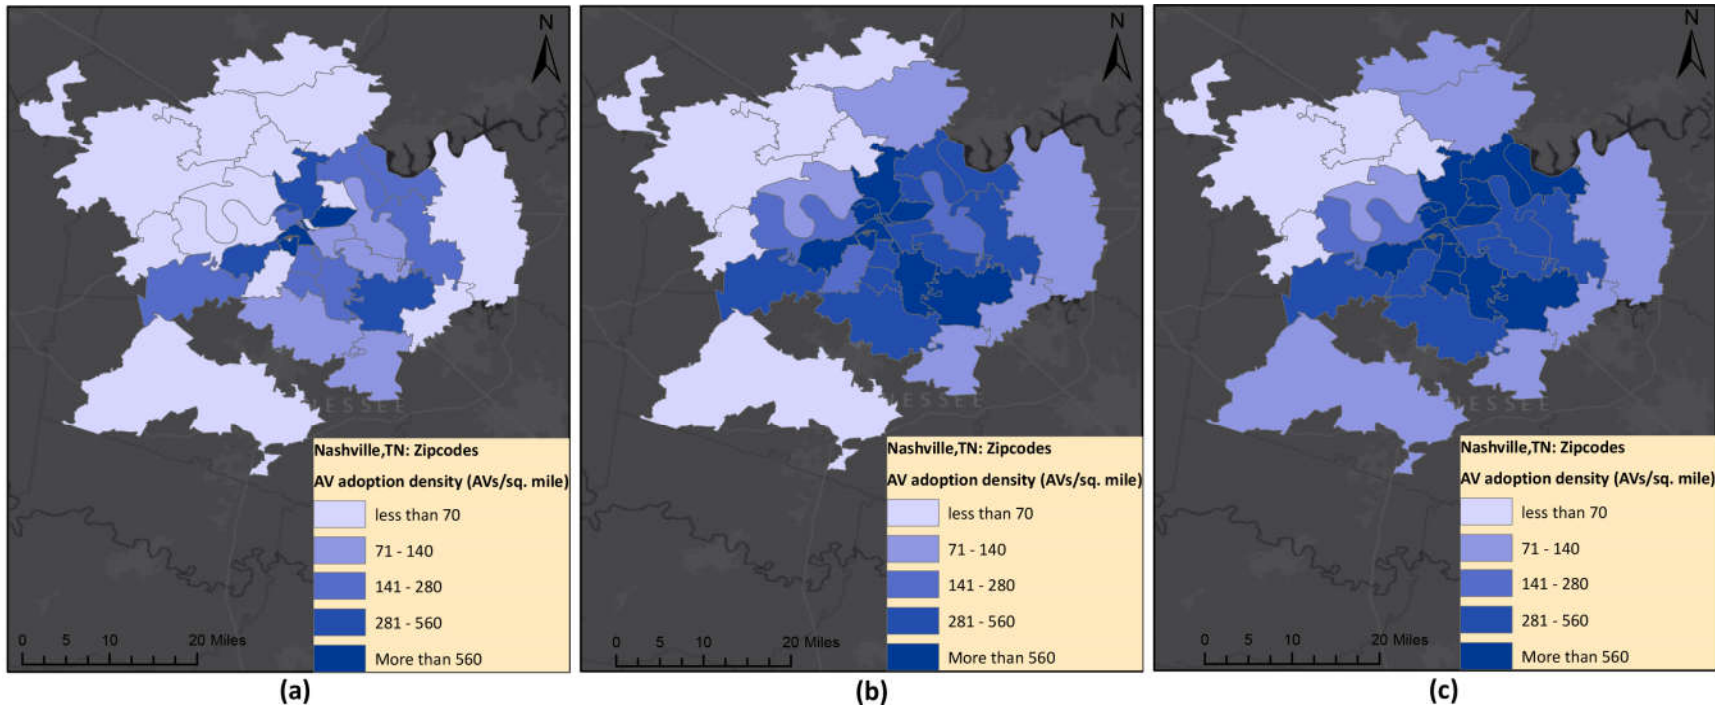 N
NESSEE
Nashville,TN: Zipcodes
AV adoption density (AVs/sq. mile)
less than 70
71 - 140
141 - 280
281 - 560
More than 560
0 5 10 20 Miles
(a)
N
NESSEE
Nashville,TN: Zipcodes
AV adoption density (AVs/sq. mile)
less than 70
71 - 140
141 - 280
281 - 560
More than 560
0 5 10 20 Miles
(b)
N
NESSEE
Nashville,TN: Zipcodes
AV adoption density (AVs/sq. mile)
less than 70
71 - 140
141 - 280
281 - 560
More than 560
0 5 10 20 Miles
(c)